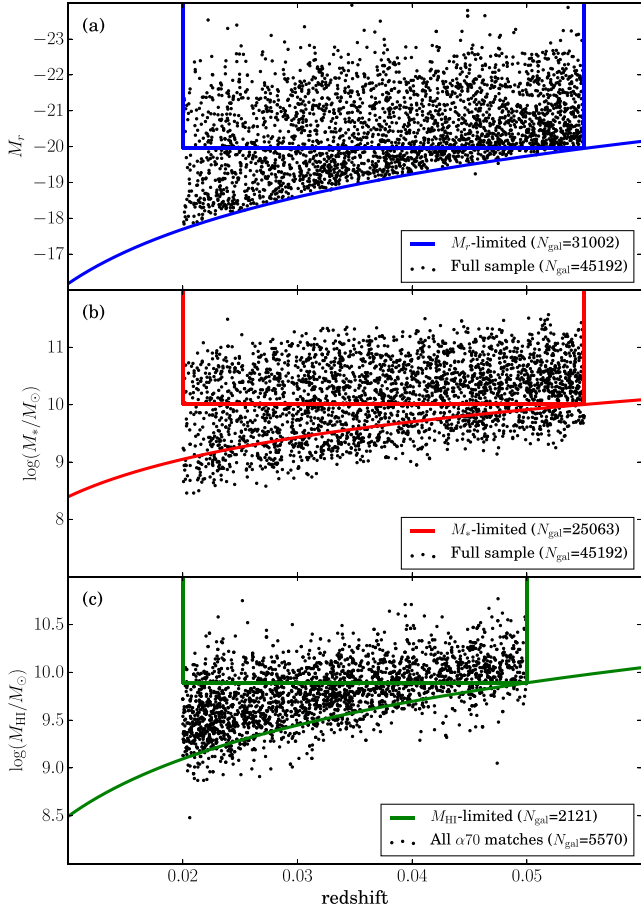 (a)
−23
−22
−21
−20
−19
−18
−17
M_r
M_r-limited (N_gal=31002)
Full sample (N_gal=45192)
(b)
11
10
9
8
log(M_*/M_⊙)
M_*-limited (N_gal=25063)
Full sample (N_gal=45192)
(c)
10.5
10.0
9.5
9.0
8.5
log(M_HI/M_⊙)
M_HI-limited (N_gal=2121)
All α70 matches (N_gal=5570)
0.02 0.03 0.04 0.05
redshift